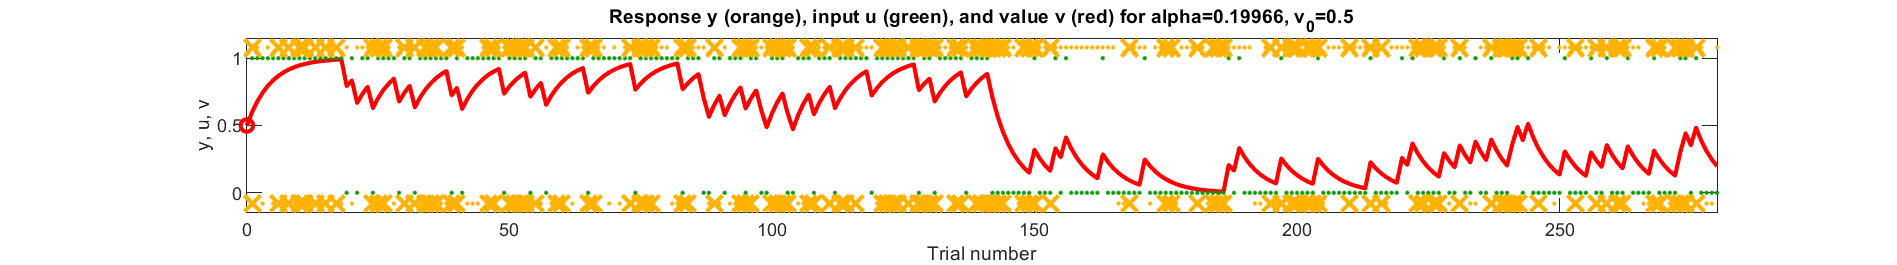 Response y (orange), input u (green), and value v (red) for alpha=0.19966, v0=0.5
y, u, v
1
0.5
0
0 50 100 150 200 250
Trial number